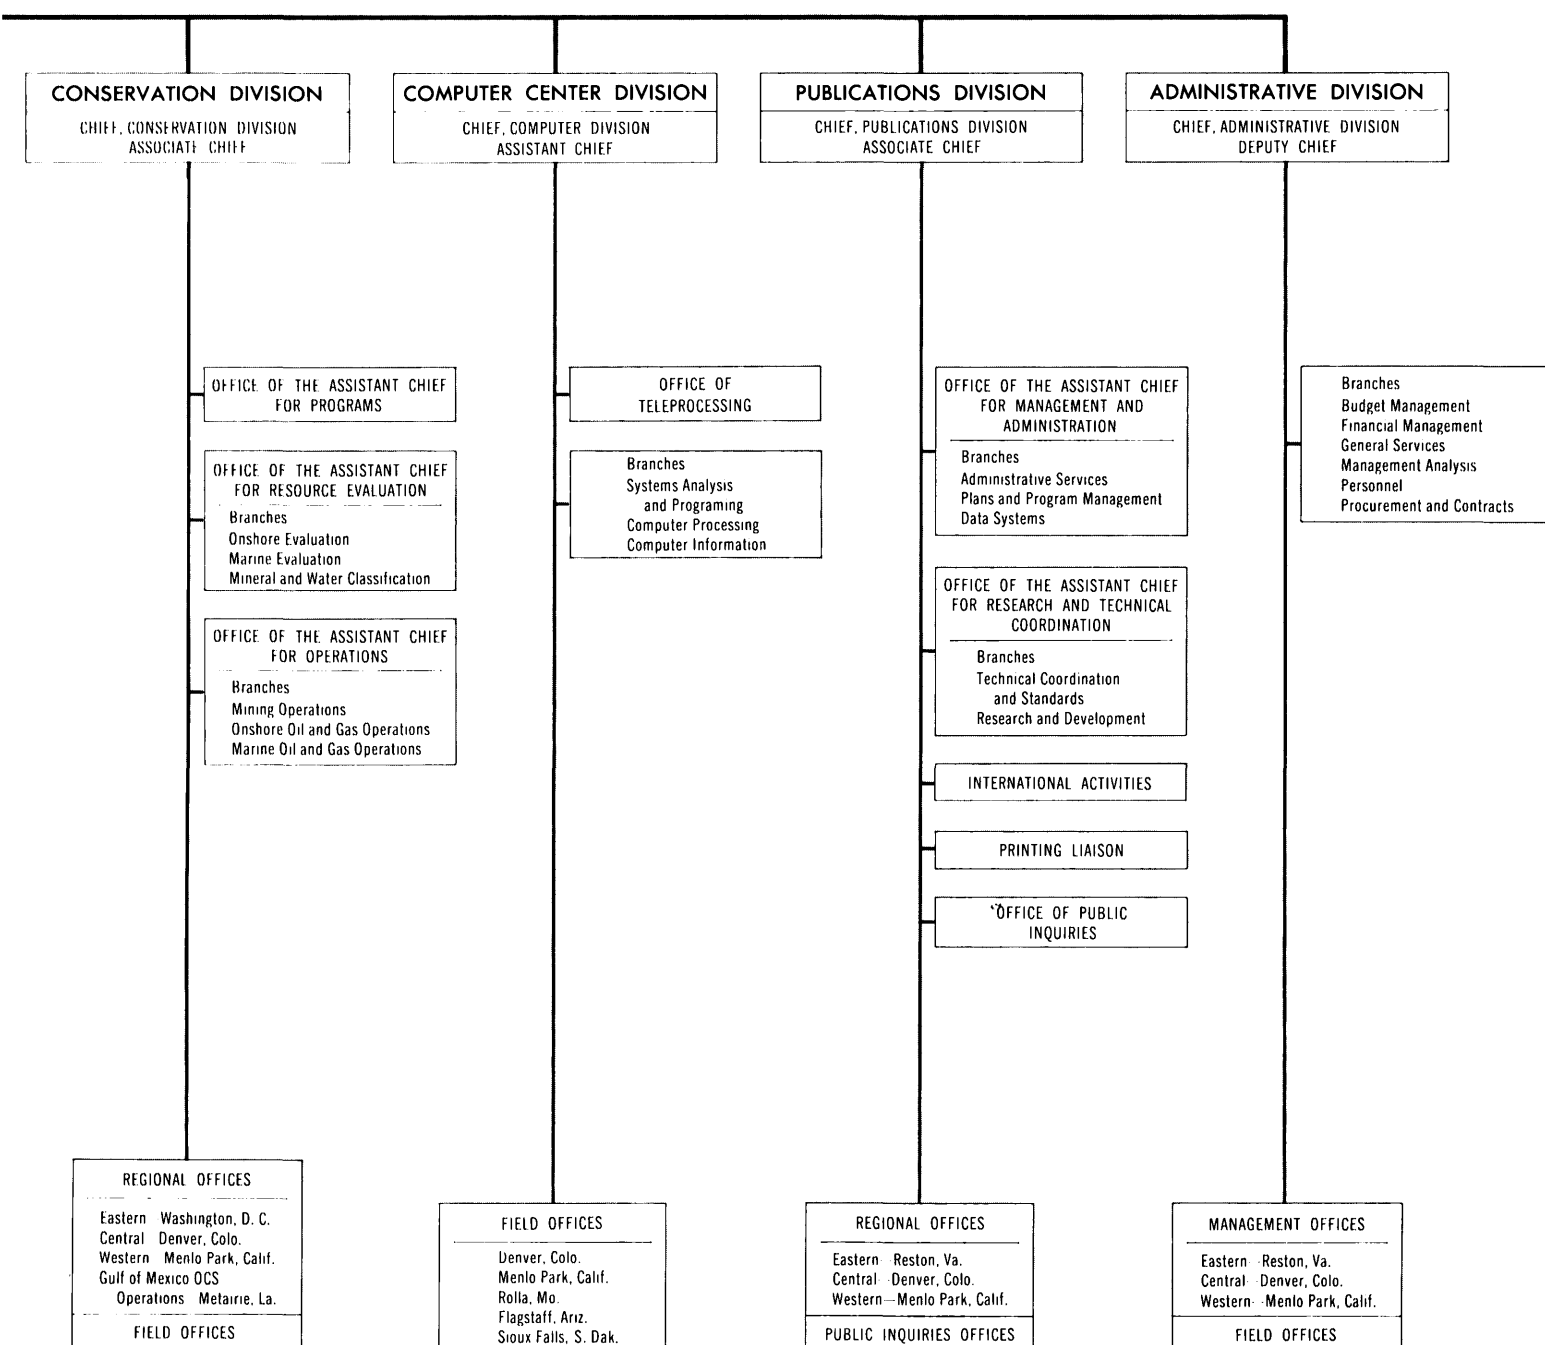 CONSERVATION DIVISION
CHIEF, CONSERVATION DIVISION
ASSOCIATE CHIEF
OFFICE OF THE ASSISTANT CHIEF
FOR PROGRAMS
OFFICE OF THE ASSISTANT CHIEF
FOR RESOURCE EVALUATION
Branches
Onshore Evaluation
Marine Evaluation
Mineral and Water Classification
OFFICE OF THE ASSISTANT CHIEF
FOR OPERATIONS
Branches
Mining Operations
Onshore Oil and Gas Operations
Marine Oil and Gas Operations
REGIONAL OFFICES
Eastern Washington, D. C.
Central Denver, Colo.
Western Menlo Park, Calif.
Gulf of Mexico OCS
Operations Metairie, La.
FIELD OFFICES
COMPUTER CENTER DIVISION
CHIEF, COMPUTER DIVISION
ASSISTANT CHIEF
OFFICE OF
TELEPROCESSING
Branches
Systems Analysis
and Programing
Computer Processing
Computer Information
FIELD OFFICES
Denver, Colo.
Menlo Park, Calif.
Rolla, Mo.
Flagstaff, Ariz.
Sioux Falls, S. Dak.
PUBLICATIONS DIVISION
CHIEF, PUBLICATIONS DIVISION
ASSOCIATE CHIEF
OFFICE OF THE ASSISTANT CHIEF
FOR MANAGEMENT AND
ADMINISTRATION
Branches
Administrative Services
Plans and Program Management
Data Systems
OFFICE OF THE ASSISTANT CHIEF
FOR RESEARCH AND TECHNICAL
COORDINATION
Branches
Technical Coordination
and Standards
Research and Development
INTERNATIONAL ACTIVITIES
PRINTING LIAISON
OFFICE OF PUBLIC
INQUIRIES
REGIONAL OFFICES
Eastern Reston, Va.
Central Denver, Colo.
Western—Menlo Park, Calif.
PUBLIC INQUIRIES OFFICES
ADMINISTRATIVE DIVISION
CHIEF, ADMINISTRATIVE DIVISION
DEPUTY CHIEF
Branches
Budget Management
Financial Management
General Services
Management Analysis
Personnel
Procurement and Contracts
MANAGEMENT OFFICES
Eastern Reston, Va.
Central Denver, Colo.
Western Menlo Park, Calif.
FIELD OFFICES